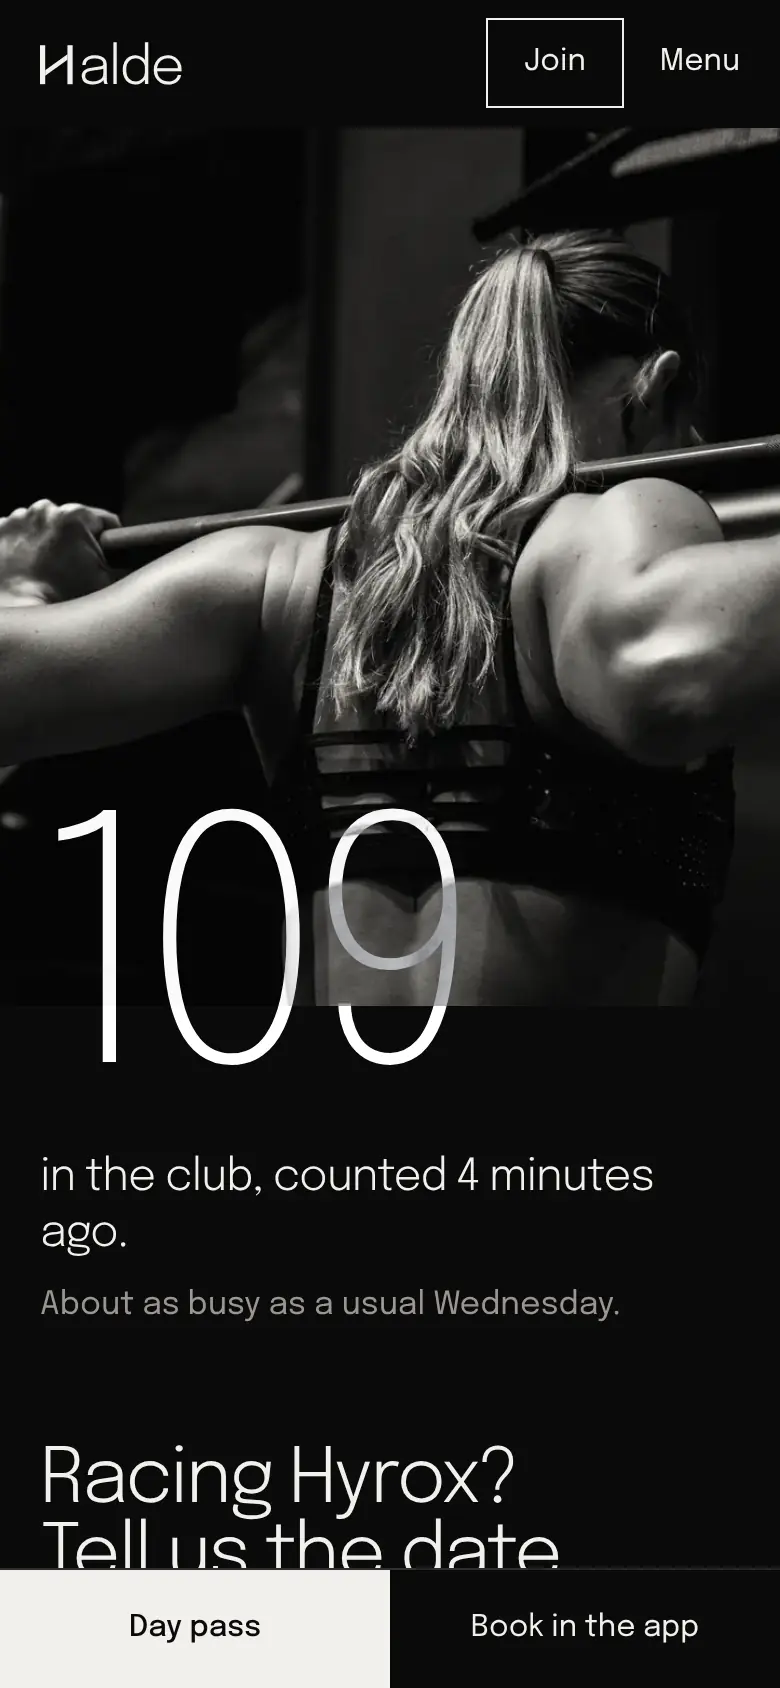 Halde
Join
Menu
109
in the club, counted 4 minutes
ago.
About as busy as a usual Wednesday.
Racing Hyrox?
Tell us the date
Day pass
Book in the app